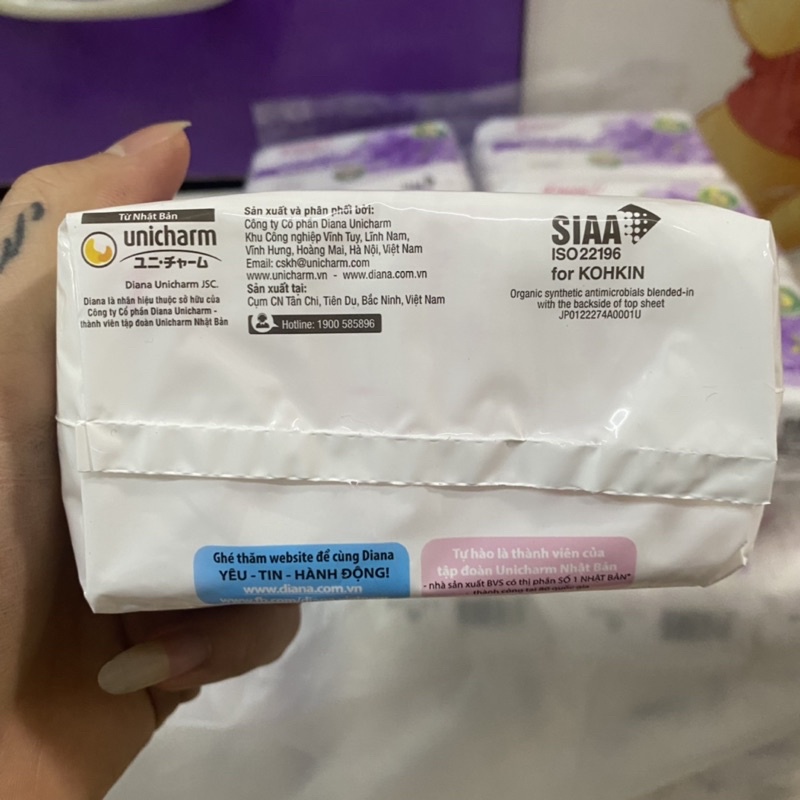 Từ Nhật Bản
unicharm
ユニ・チャーム
Diana Unicharm JSC.
Diana là nhãn hiệu thuộc sở hữu của
Công ty Cổ phần Diana Unicharm -
thành viên tập đoàn Unicharm Nhật Bản
Sản xuất và phân phối bởi:
Công ty Cổ phần Diana Unicharm
Khu Công nghiệp Vĩnh Tuy, Lĩnh Nam,
Vĩnh Hưng, Hoàng Mai, Hà Nội, Việt Nam
Email: cskh@unicharm.com
www.unicharm.vn - www.diana.com.vn
Sản xuất tại:
Cụm CN Tân Chi, Tiên Du, Bắc Ninh, Việt Nam
Hotline: 1900 585896
SIAA
ISO 22196
for KOHKIN
Organic synthetic antimicrobials blended-in
with the backside of top sheet
JP0122274A0001U
Ghé thăm website để cùng Diana
YÊU - TIN - HÀNH ĐỘNG!
www.diana.com.vn
Tự hào là thành viên của
tập đoàn Unicharm Nhật Bản
- nhà sản xuất BVS có thị phần SỐ 1 NHẬT BẢN*